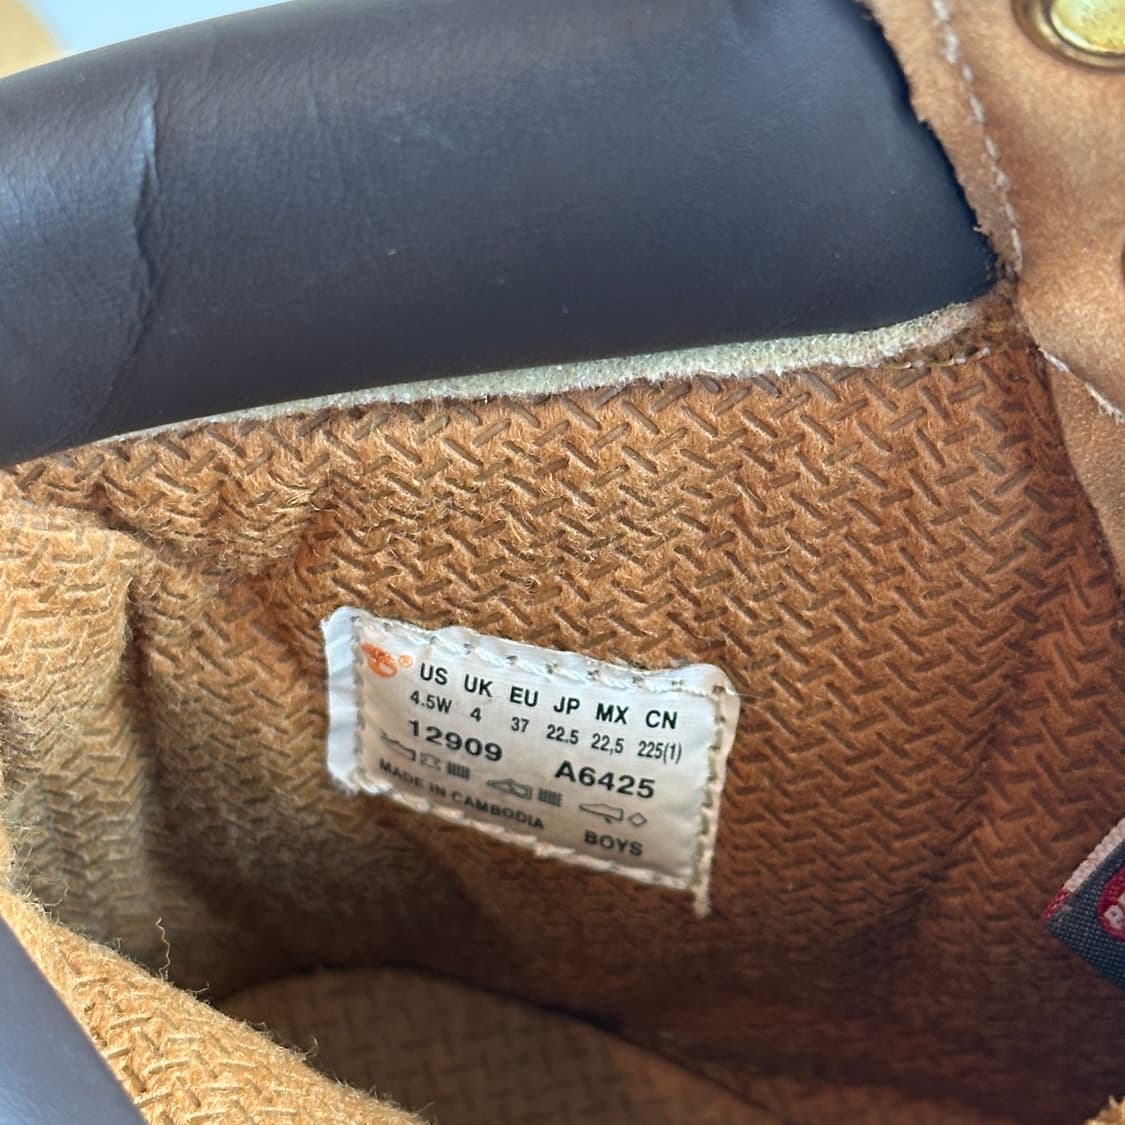 ®
US UK EU JP MX CN
4.5W 4 37 22.5 22,5 225(1)
12909 A6425
MADE IN CAMBODIA BOYS